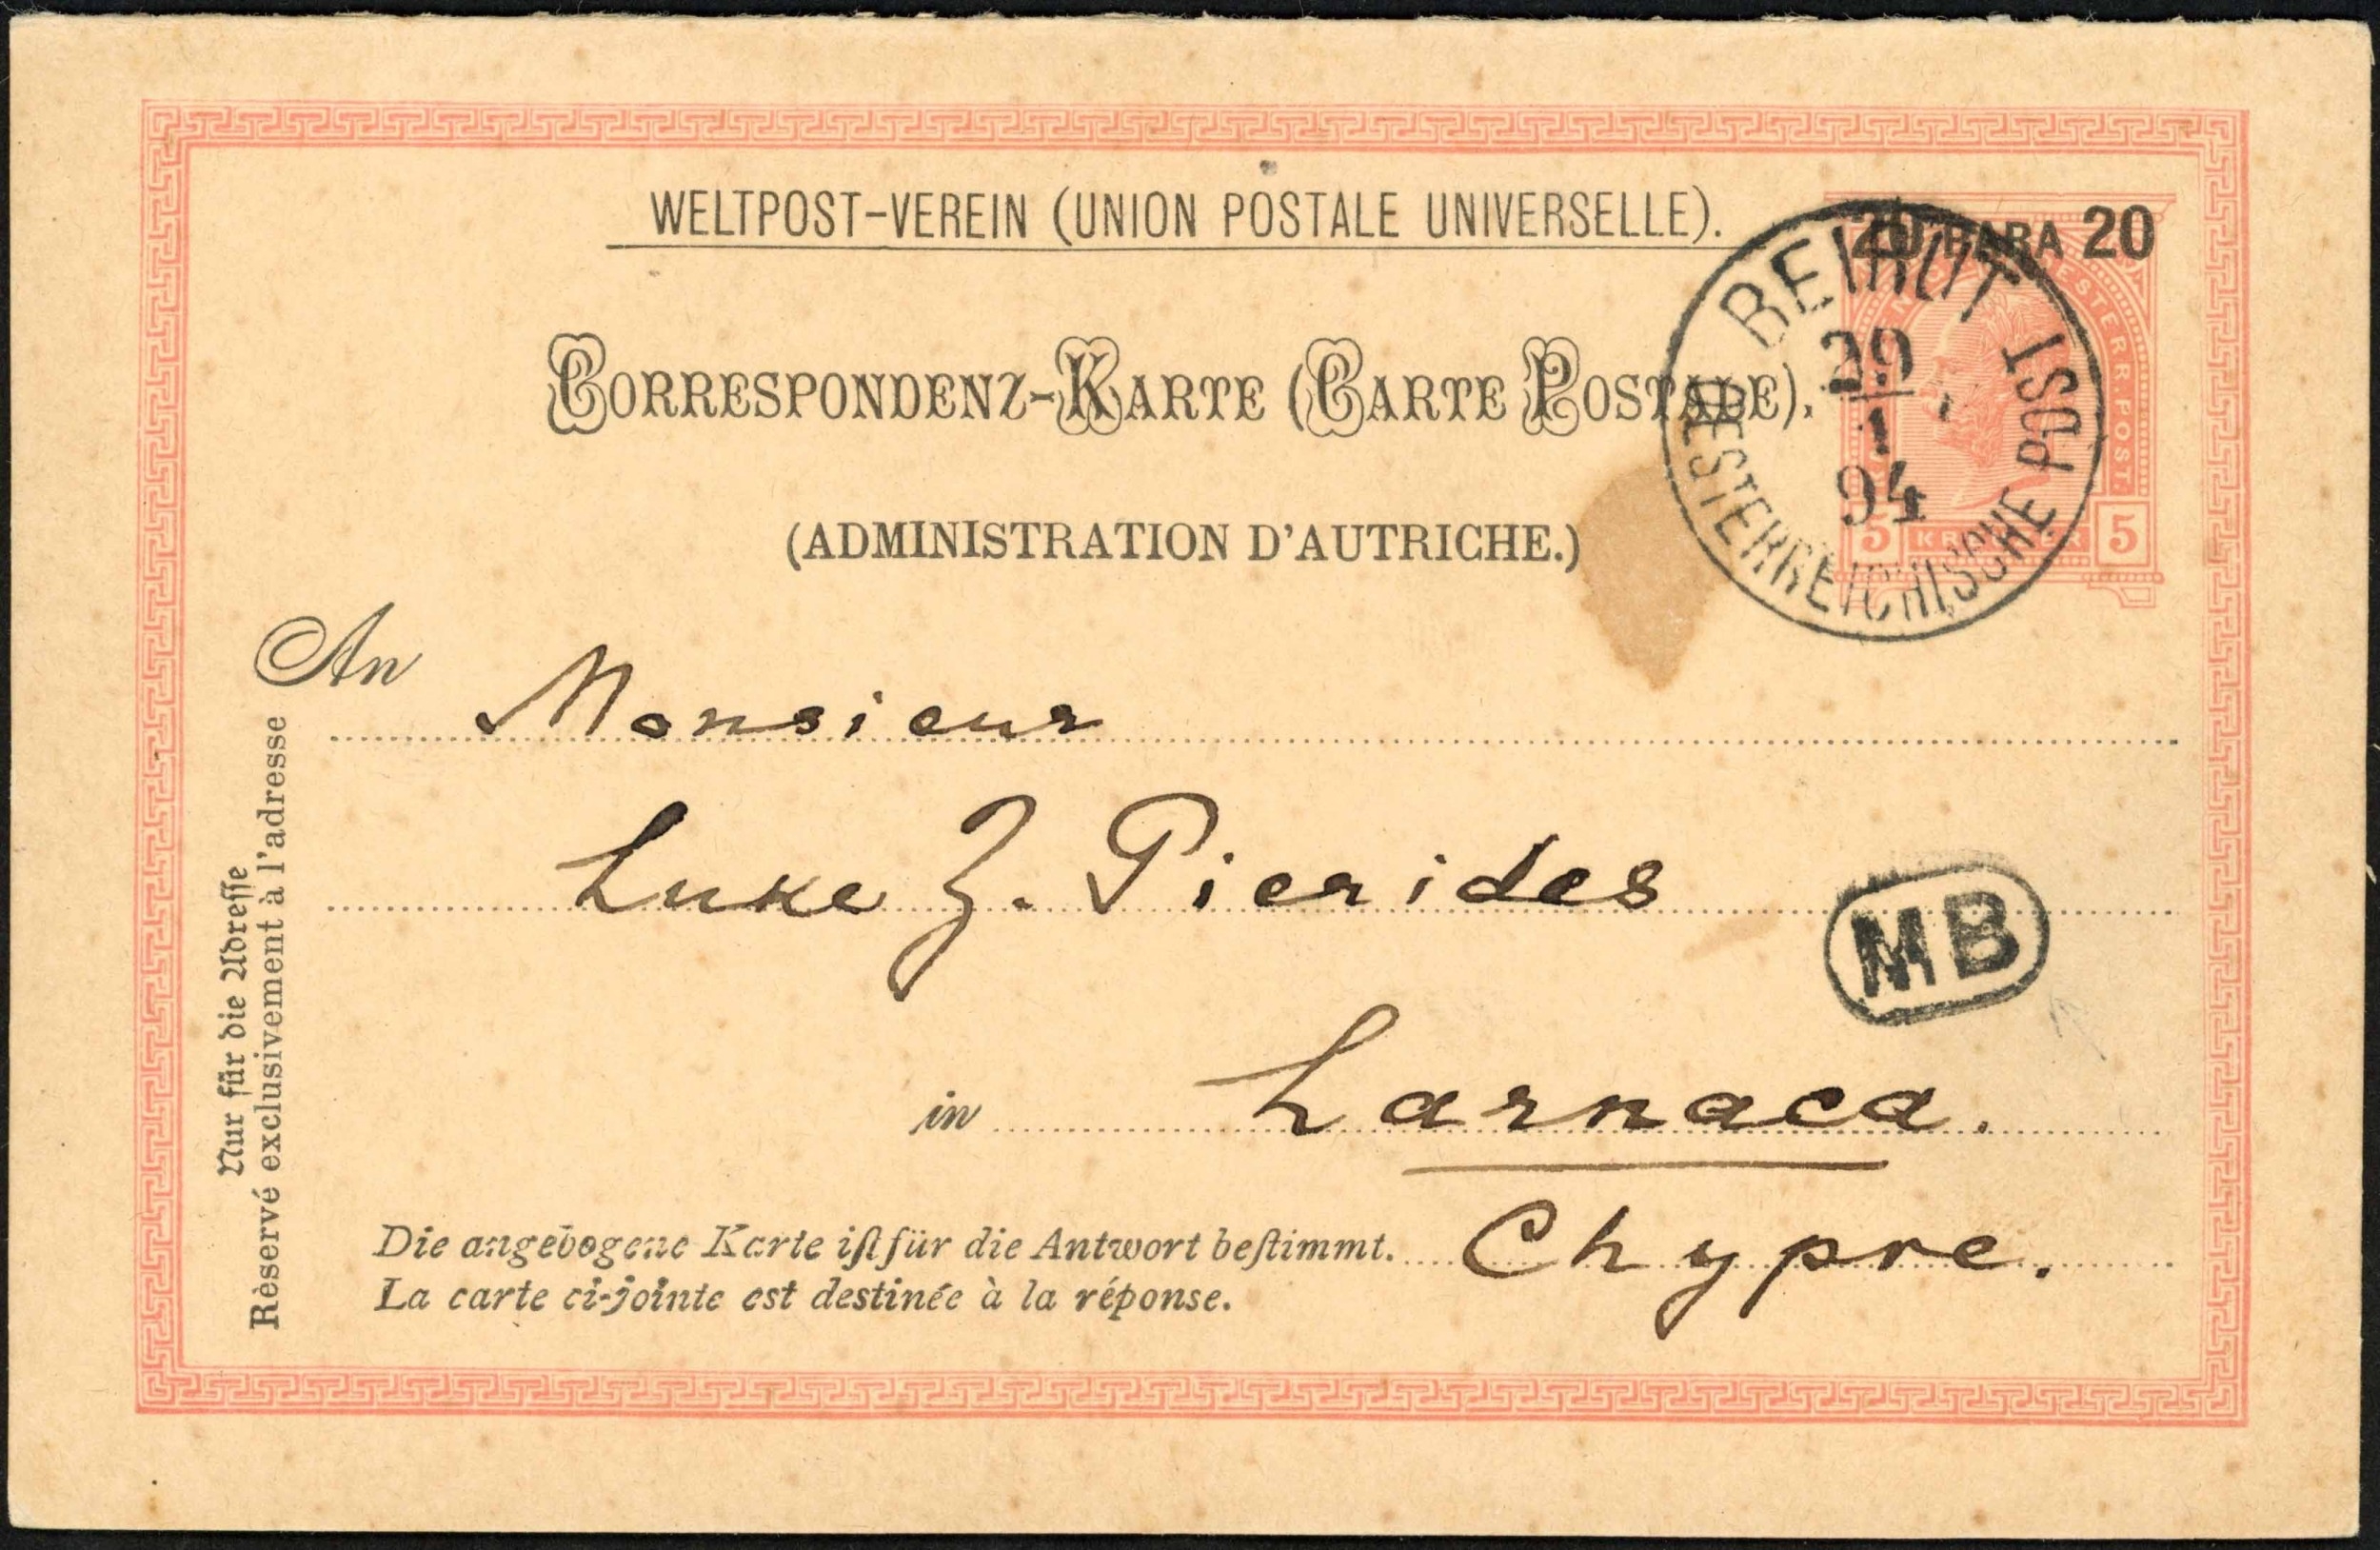 WELTPOST-VEREIN (UNION POSTALE UNIVERSELLE).
20 PARA 20
CORRESPONDENZ-KARTE (CARTE POSTALE).
(ADMINISTRATION D'AUTRICHE.)
BEIRUT
29
1
94
OESTERREICHISCHE POST
5 KREUZER 5
An Monsieur
Luke Z. Pierides
MB
in Larnaca.
Chypre.
Die angebogene Karte iſt für die Antwort beſtimmt.
La carte ci-jointe est destinée à la réponse.
Nur für die Adreſſe
Réservé exclusivement à l'adresse